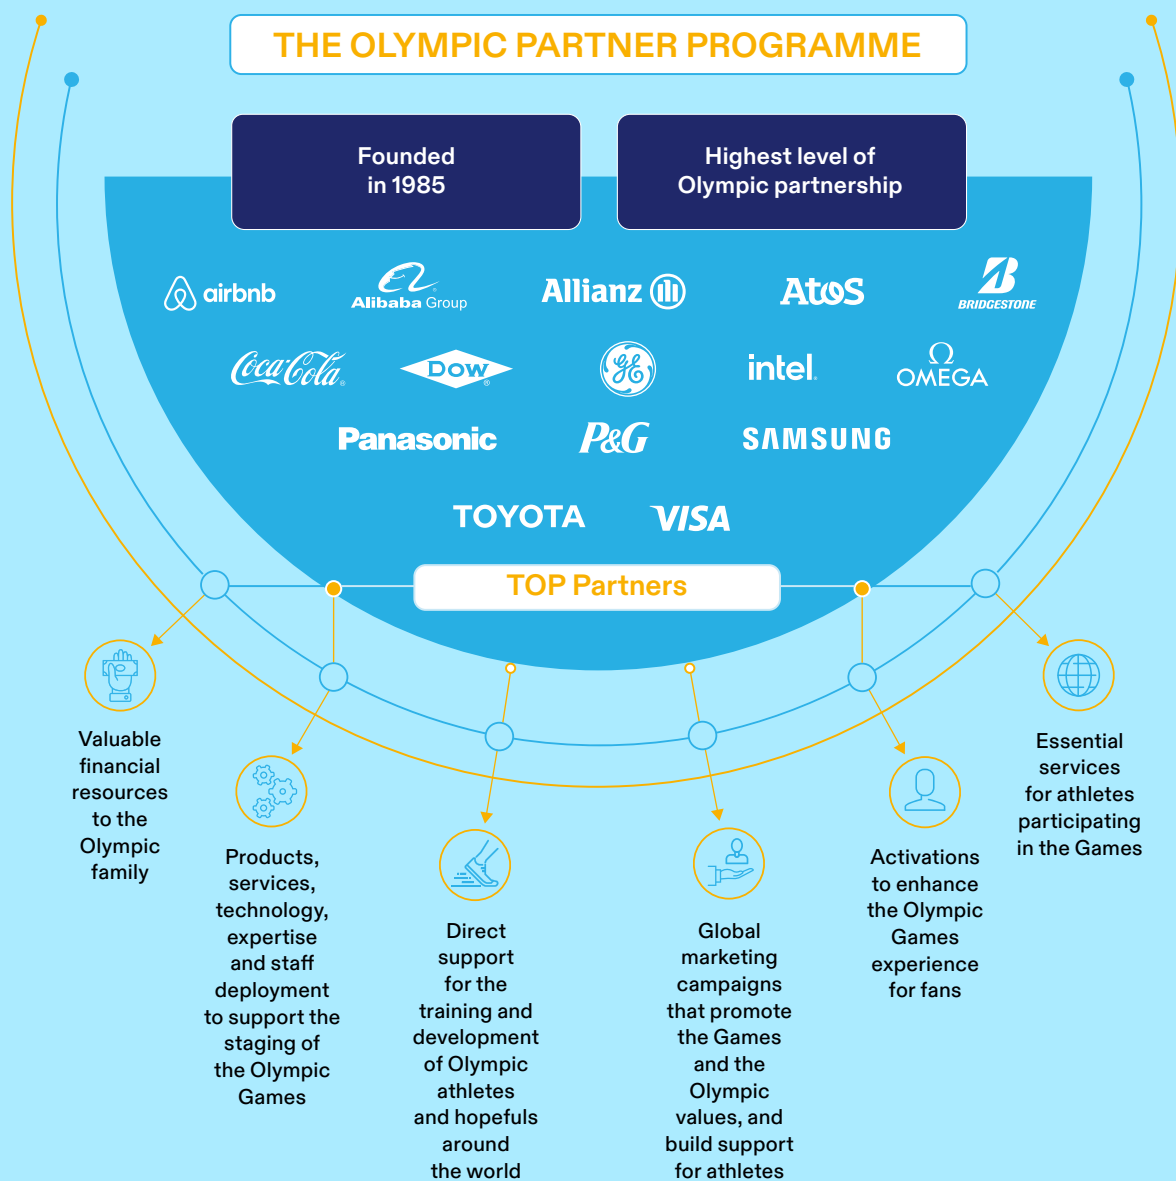 THE OLYMPIC PARTNER PROGRAMME
Founded
in 1985
Highest level of
Olympic partnership
airbnb
Alibaba Group
Allianz
Atos
BRIDGESTONE
Coca-Cola
Dow
GE
intel
Ω
OMEGA
Panasonic
P&G
SAMSUNG
TOYOTA
VISA
TOP Partners
Valuable
financial
resources
to the
Olympic
family
Products,
services,
technology,
expertise
and staff
deployment
to support the
staging of
the Olympic
Games
Direct
support
for the
training and
development
of Olympic
athletes
and hopefuls
around
the world
Global
marketing
campaigns
that promote
the Games
and the
Olympic
values, and
build support
for athletes
Activations
to enhance
the Olympic
Games
experience
for fans
Essential
services
for athletes
participating
in the Games